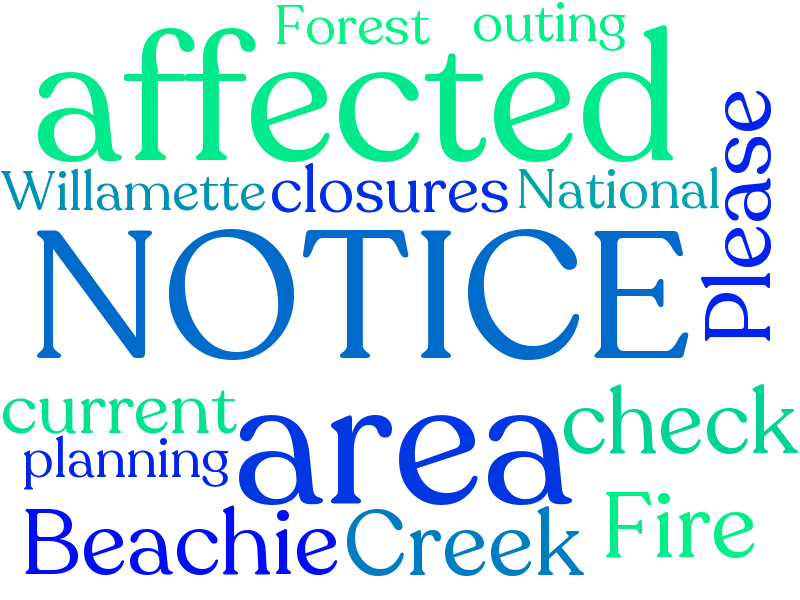 Forest outing
affected
Please
Willamette closures National
NOTICE
current area check
planning
Beachie Creek Fire